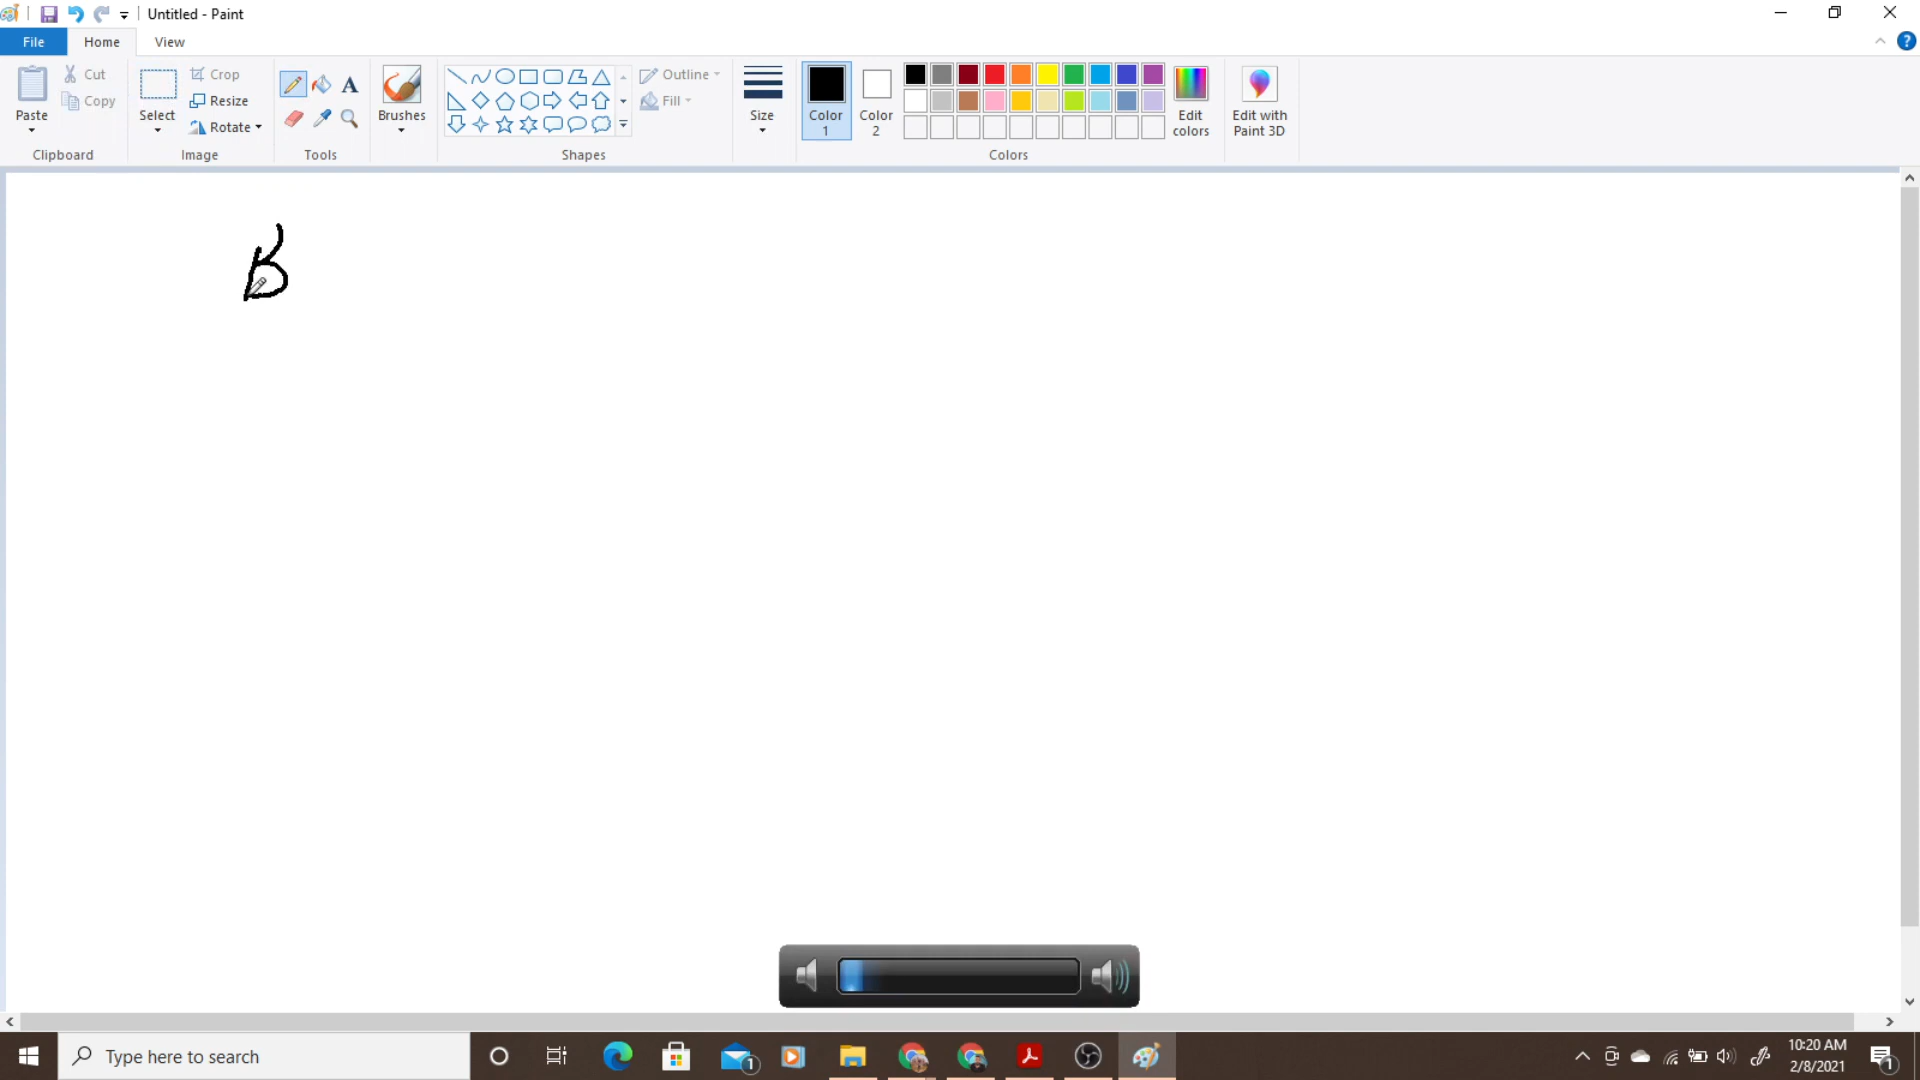 Untitled - Paint
File Home View
Cut
Copy
Paste
Clipboard
Select
Crop
Resize
Rotate
Image
A
Tools
Brushes
Outline
Fill
Shapes
Size
Color 1
Color 2
Edit colors
Colors
Edit with Paint 3D
?
B
Type here to search
1
10:20 AM
2/8/2021
1